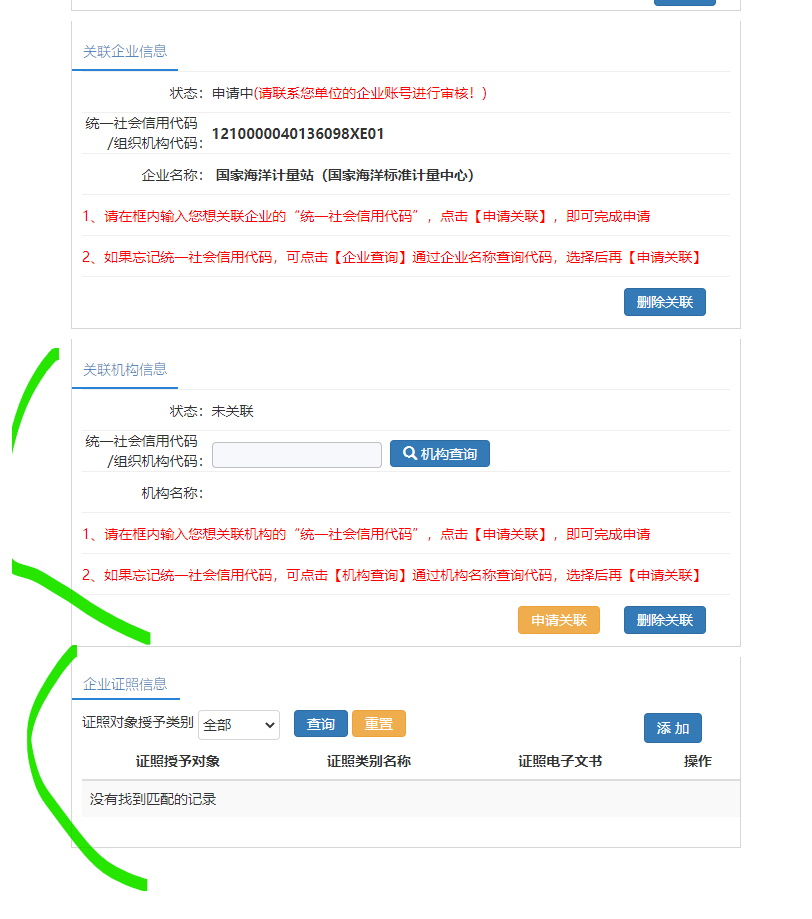 关联企业信息
状态：申请中(请联系您单位的企业账号进行审核！)
统一社会信用代码
/组织机构代码：
1210000040136098XE01
企业名称：国家海洋计量站（国家海洋标准计量中心）
1、请在框内输入您想关联企业的“统一社会信用代码”，点击【申请关联】，即可完成申请
2、如果忘记统一社会信用代码，可点击【企业查询】通过企业名称查询代码，选择后再【申请关联】
删除关联
关联机构信息
状态：未关联
统一社会信用代码
/组织机构代码：
机构查询
机构名称：
1、请在框内输入您想关联机构的“统一社会信用代码”，点击【申请关联】，即可完成申请
2、如果忘记统一社会信用代码，可点击【机构查询】通过机构名称查询代码，选择后再【申请关联】
申请关联 删除关联
企业证照信息
证照对象授予类别 全部 查询 重置 添 加
证照授予对象 证照类别名称 证照电子文书 操作
没有找到匹配的记录